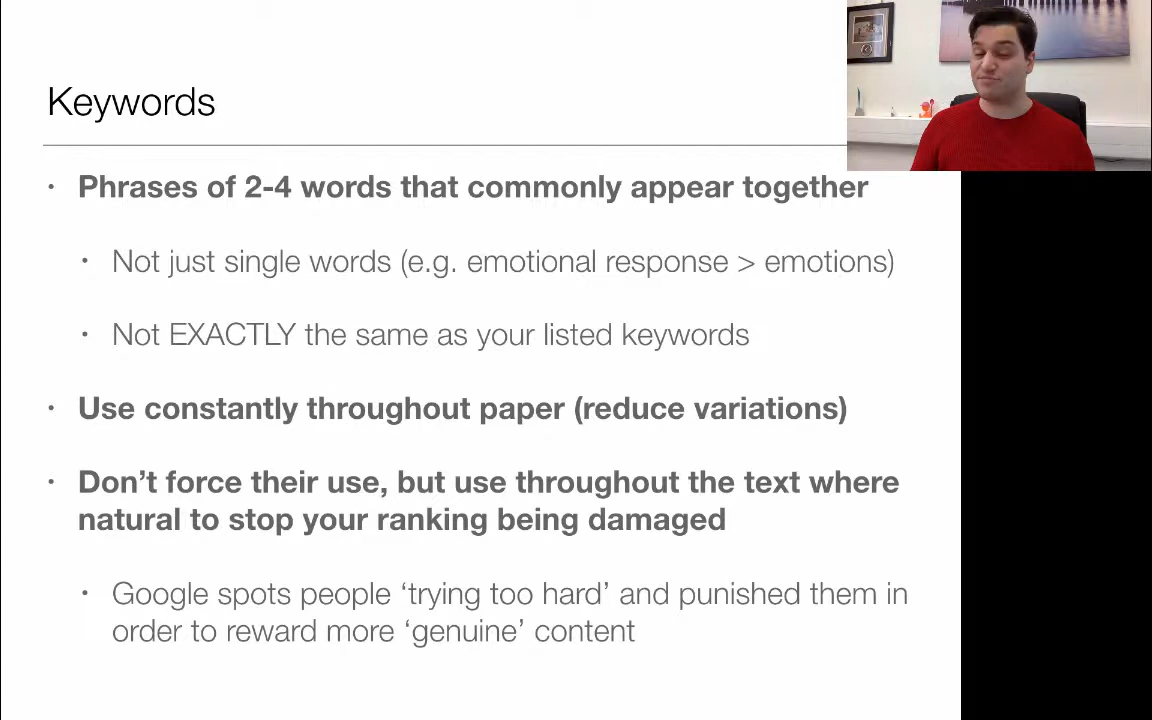 Keywords
• Phrases of 2-4 words that commonly appear together
• Not just single words (e.g. emotional response > emotions)
• Not EXACTLY the same as your listed keywords
• Use constantly throughout paper (reduce variations)
• Don’t force their use, but use throughout the text where
natural to stop your ranking being damaged
• Google spots people ‘trying too hard’ and punished them in
order to reward more ‘genuine’ content